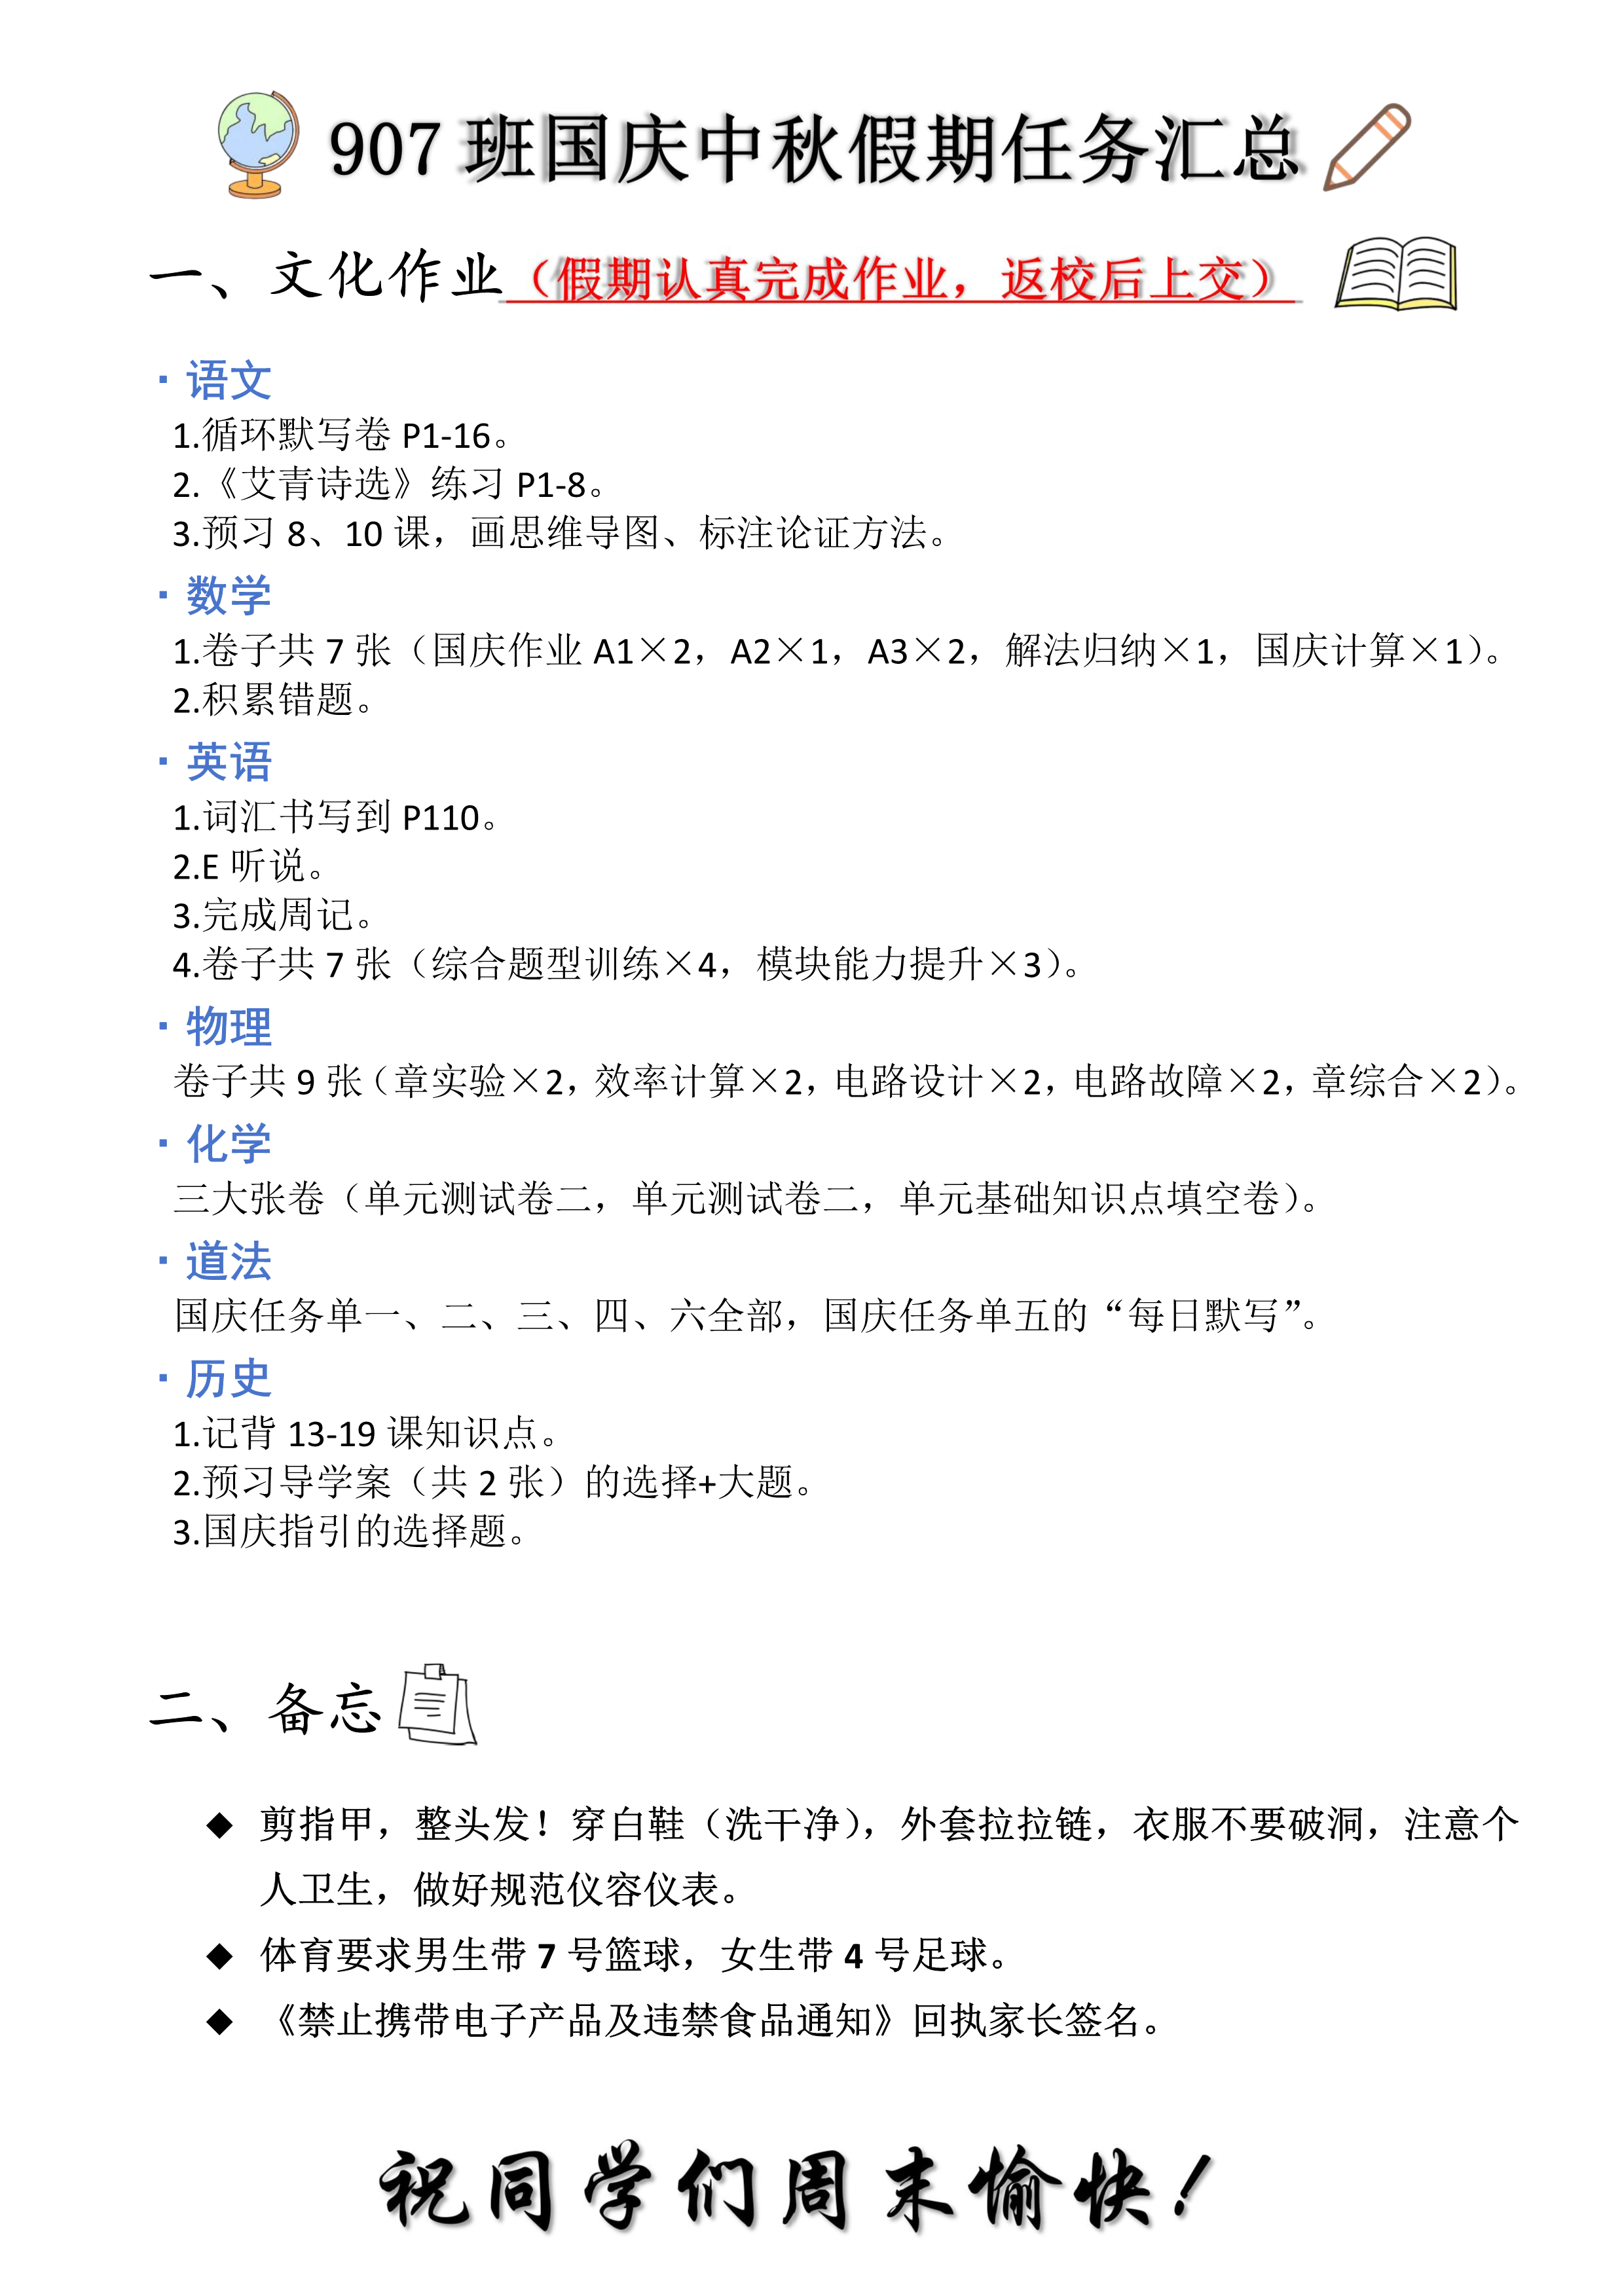 907 班国庆中秋假期任务汇总
一、文化作业（假期认真完成作业，返校后上交）
· 语文
1.循环默写卷 P1-16。
2.《艾青诗选》练习 P1-8。
3.预习 8、10 课，画思维导图、标注论证方法。
· 数学
1.卷子共 7 张（国庆作业 A1×2，A2×1，A3×2，解法归纳×1，国庆计算×1）。
2.积累错题。
· 英语
1.词汇书写到 P110。
2.E 听说。
3.完成周记。
4.卷子共 7 张（综合题型训练×4，模块能力提升×3）。
· 物理
卷子共 9 张（章实验×2，效率计算×2，电路设计×2，电路故障×2，章综合×2）。
· 化学
三大张卷（单元测试卷二，单元测试卷二，单元基础知识点填空卷）。
· 道法
国庆任务单一、二、三、四、六全部，国庆任务单五的“每日默写”。
· 历史
1.记背 13-19 课知识点。
2.预习导学案（共 2 张）的选择+大题。
3.国庆指引的选择题。
二、备忘
◆ 剪指甲，整头发！穿白鞋（洗干净），外套拉拉链，衣服不要破洞，注意个
人卫生，做好规范仪容仪表。
◆ 体育要求男生带 7 号篮球，女生带 4 号足球。
◆ 《禁止携带电子产品及违禁食品通知》回执家长签名。
祝同学们周末愉快！